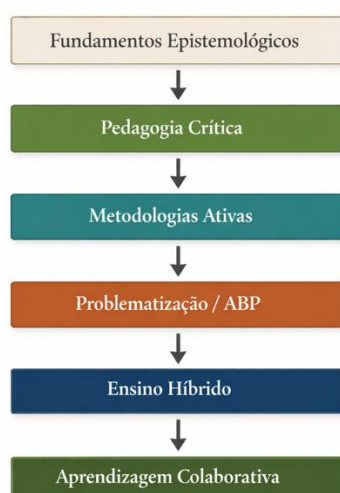 Fundamentos Epistemológicos
Pedagogia Crítica
Metodologias Ativas
Problematização / ABP
Ensino Híbrido
Aprendizagem Colaborativa